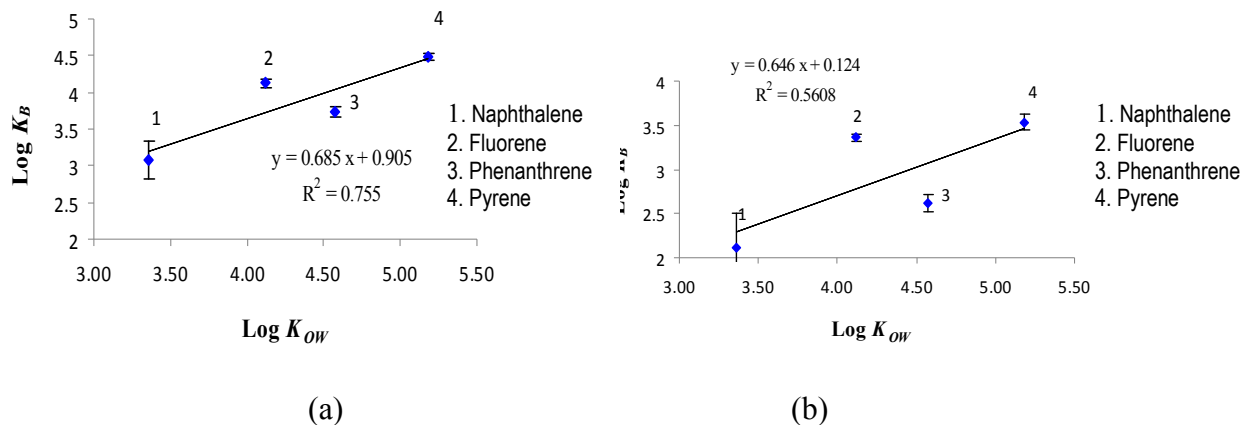 5
4.5
4
3.5
3
2.5
2
Log K_B
3.00 3.50 4.00 4.50 5.00 5.50
Log K_OW
1
2
3
4
y = 0.685 x + 0.905
R² = 0.755
1. Naphthalene
2. Fluorene
3. Phenanthrene
4. Pyrene
(a)
y = 0.646 x + 0.124
R² = 0.5608
4
3.5
3
2.5
2
Log K_B
3.00 3.50 4.00 4.50 5.00 5.50
Log K_OW
1
2
3
4
1. Naphthalene
2. Fluorene
3. Phenanthrene
4. Pyrene
(b)